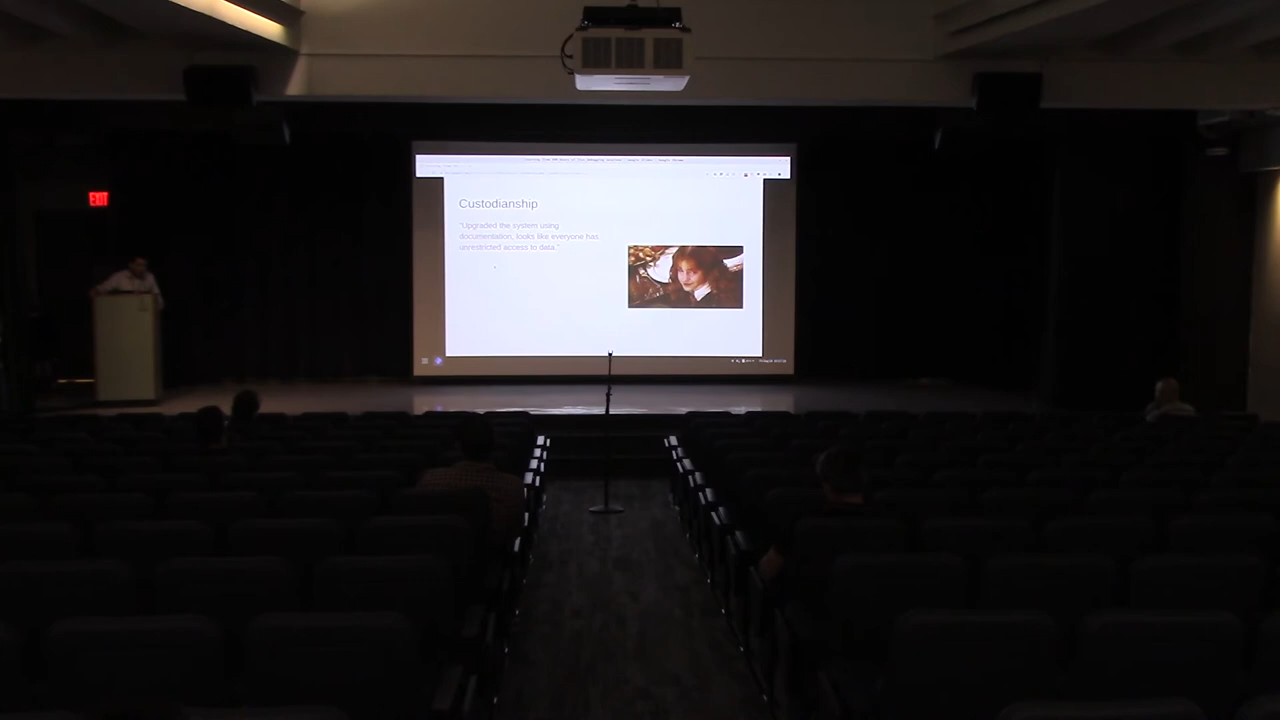 EXIT
Custodianship
"Upgraded the system using
documentation, looks like everyone has
unrestricted access to data."